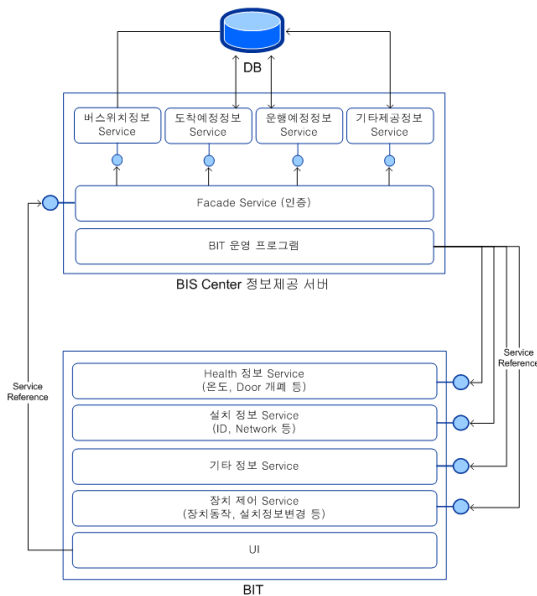 DB
버스위치정보
Service
도착예정정보
Service
운행예정정보
Service
기타제공정보
Service
Facade Service (인증)
BIT 운영 프로그램
BIS Center 정보제공 서버
Service
Reference
Service
Reference
Health 정보 Service
(온도, Door 개폐 등)
설치 정보 Service
(ID, Network 등)
기타 정보 Service
장치 제어 Service
(장치동작, 설치정보변경 등)
UI
BIT